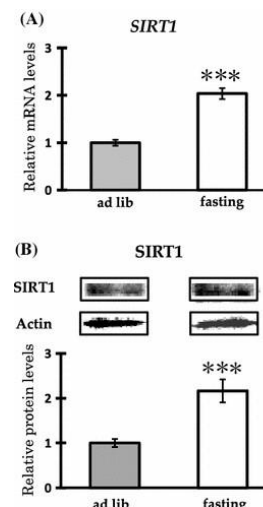 (A)
SIRT1
Relative mRNA levels
3
2
1
0
***
ad lib fasting
(B)
SIRT1
SIRT1
Actin
Relative protein levels
3
2
1
0
***
ad lib fasting